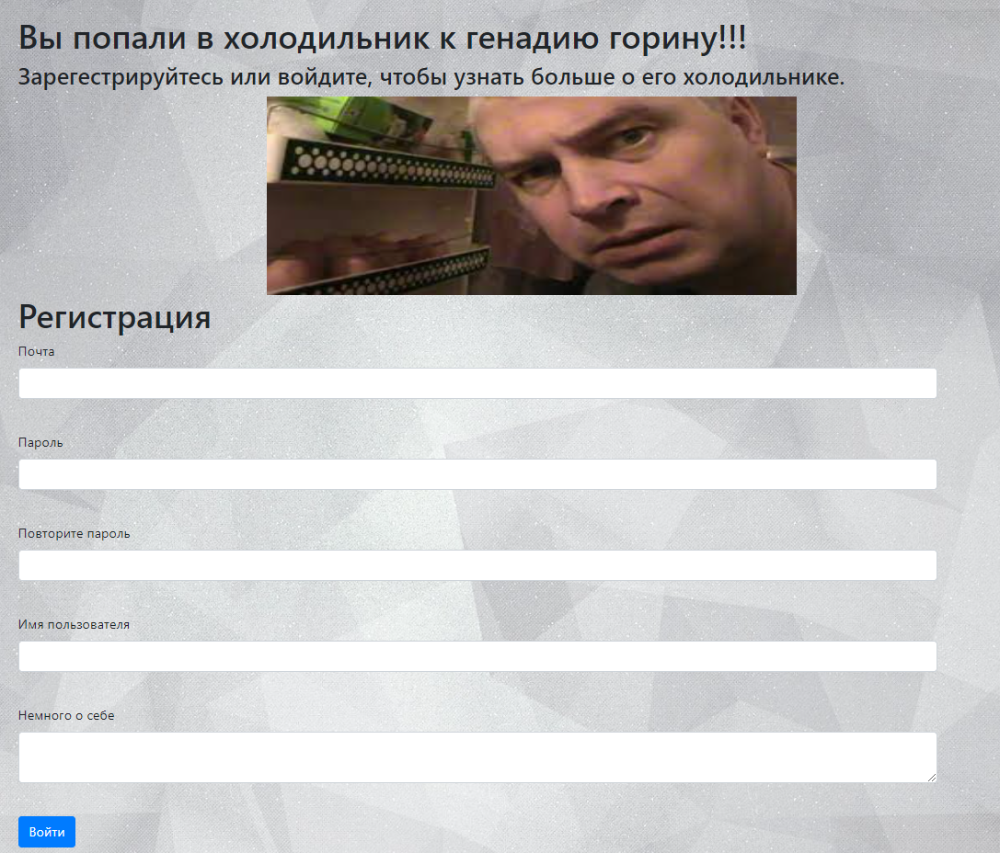 Вы попали в холодильник к генадию горину!!!
Зарегестрируйтесь или войдите, чтобы узнать больше о его холодильнике.
Регистрация
Почта
Пароль
Повторите пароль
Имя пользователя
Немного о себе
Войти